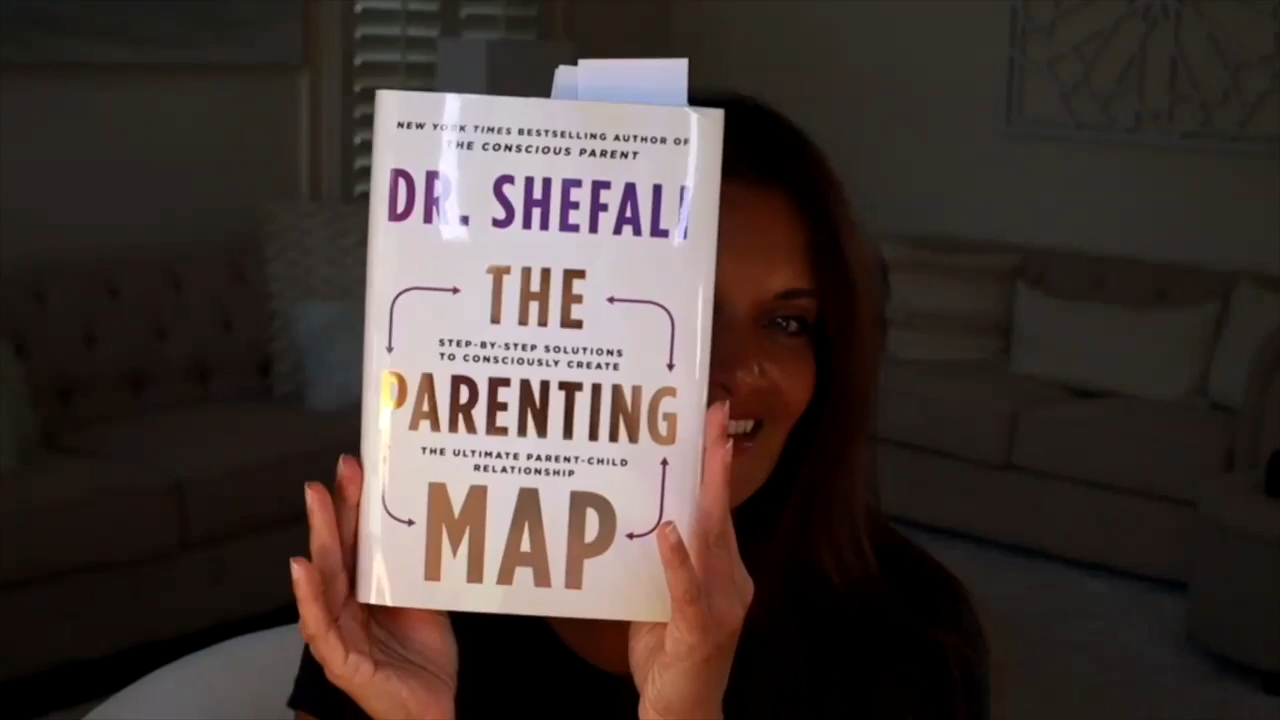 NEW YORK TIMES BESTSELLING AUTHOR OF
THE CONSCIOUS PARENT
DR. SHEFALI
THE
STEP-BY-STEP SOLUTIONS
TO CONSCIOUSLY CREATE
PARENTING
THE ULTIMATE PARENT-CHILD
RELATIONSHIP
MAP